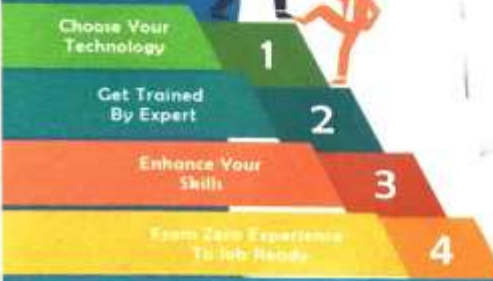 Choose Your
Technology
1
Get Trained
By Expert
2
Enhance Your
Skills
3
From Zero Experience
To Job Ready
4